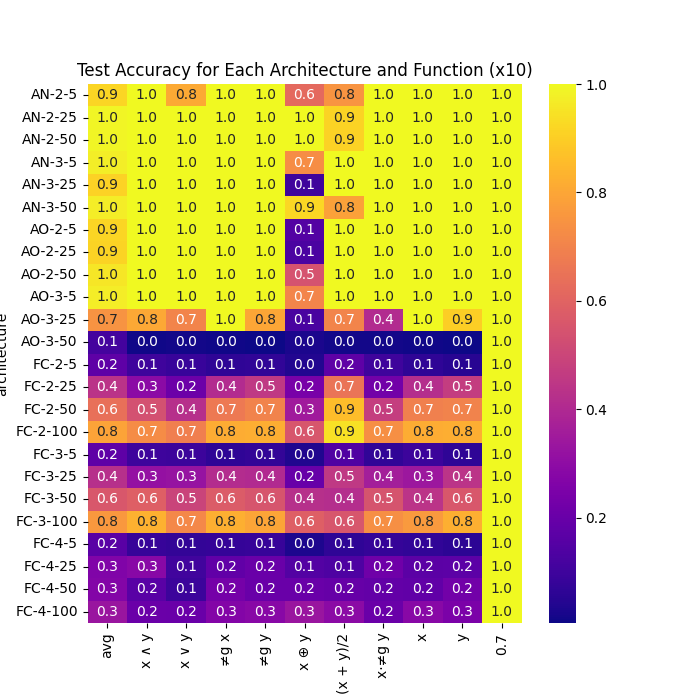 Test Accuracy for Each Architecture and Function (x10)
architecture
AN-2-5 0.9 1.0 0.8 1.0 1.0 0.6 0.8 1.0 1.0 1.0 1.0
AN-2-25 1.0 1.0 1.0 1.0 1.0 1.0 0.9 1.0 1.0 1.0 1.0
AN-2-50 1.0 1.0 1.0 1.0 1.0 1.0 0.9 1.0 1.0 1.0 1.0
AN-3-5 1.0 1.0 1.0 1.0 1.0 0.7 1.0 1.0 1.0 1.0 1.0
AN-3-25 0.9 1.0 1.0 1.0 1.0 0.1 1.0 1.0 1.0 1.0 1.0
AN-3-50 1.0 1.0 1.0 1.0 1.0 0.9 0.8 1.0 1.0 1.0 1.0
AO-2-5 0.9 1.0 1.0 1.0 1.0 0.1 1.0 1.0 1.0 1.0 1.0
AO-2-25 0.9 1.0 1.0 1.0 1.0 0.1 1.0 1.0 1.0 1.0 1.0
AO-2-50 1.0 1.0 1.0 1.0 1.0 0.5 1.0 1.0 1.0 1.0 1.0
AO-3-5 1.0 1.0 1.0 1.0 1.0 0.7 1.0 1.0 1.0 1.0 1.0
AO-3-25 0.7 0.8 0.7 1.0 0.8 0.1 0.7 0.4 1.0 0.9 1.0
AO-3-50 0.1 0.0 0.0 0.0 0.0 0.0 0.0 0.0 0.0 0.0 1.0
FC-2-5 0.2 0.1 0.1 0.1 0.1 0.0 0.2 0.1 0.1 0.1 1.0
FC-2-25 0.4 0.3 0.2 0.4 0.5 0.2 0.7 0.2 0.4 0.5 1.0
FC-2-50 0.6 0.5 0.4 0.7 0.7 0.3 0.9 0.5 0.7 0.7 1.0
FC-2-100 0.8 0.7 0.7 0.8 0.8 0.6 0.9 0.7 0.8 0.8 1.0
FC-3-5 0.2 0.1 0.1 0.1 0.1 0.0 0.1 0.1 0.1 0.1 1.0
FC-3-25 0.4 0.3 0.3 0.4 0.4 0.2 0.5 0.4 0.3 0.4 1.0
FC-3-50 0.6 0.6 0.5 0.6 0.6 0.4 0.4 0.5 0.4 0.6 1.0
FC-3-100 0.8 0.8 0.7 0.8 0.8 0.6 0.6 0.7 0.8 0.8 1.0
FC-4-5 0.2 0.1 0.1 0.1 0.1 0.0 0.1 0.1 0.1 0.1 1.0
FC-4-25 0.3 0.3 0.1 0.2 0.2 0.1 0.1 0.2 0.2 0.2 1.0
FC-4-50 0.3 0.2 0.1 0.2 0.2 0.2 0.2 0.2 0.2 0.2 1.0
FC-4-100 0.3 0.2 0.2 0.3 0.3 0.3 0.3 0.2 0.3 0.3 1.0
avg x ∧ y x ∨ y ≠g x ≠g y x ⊕ y (x + y)/2 x·≠g y x y 0.7
1.0
0.8
0.6
0.4
0.2